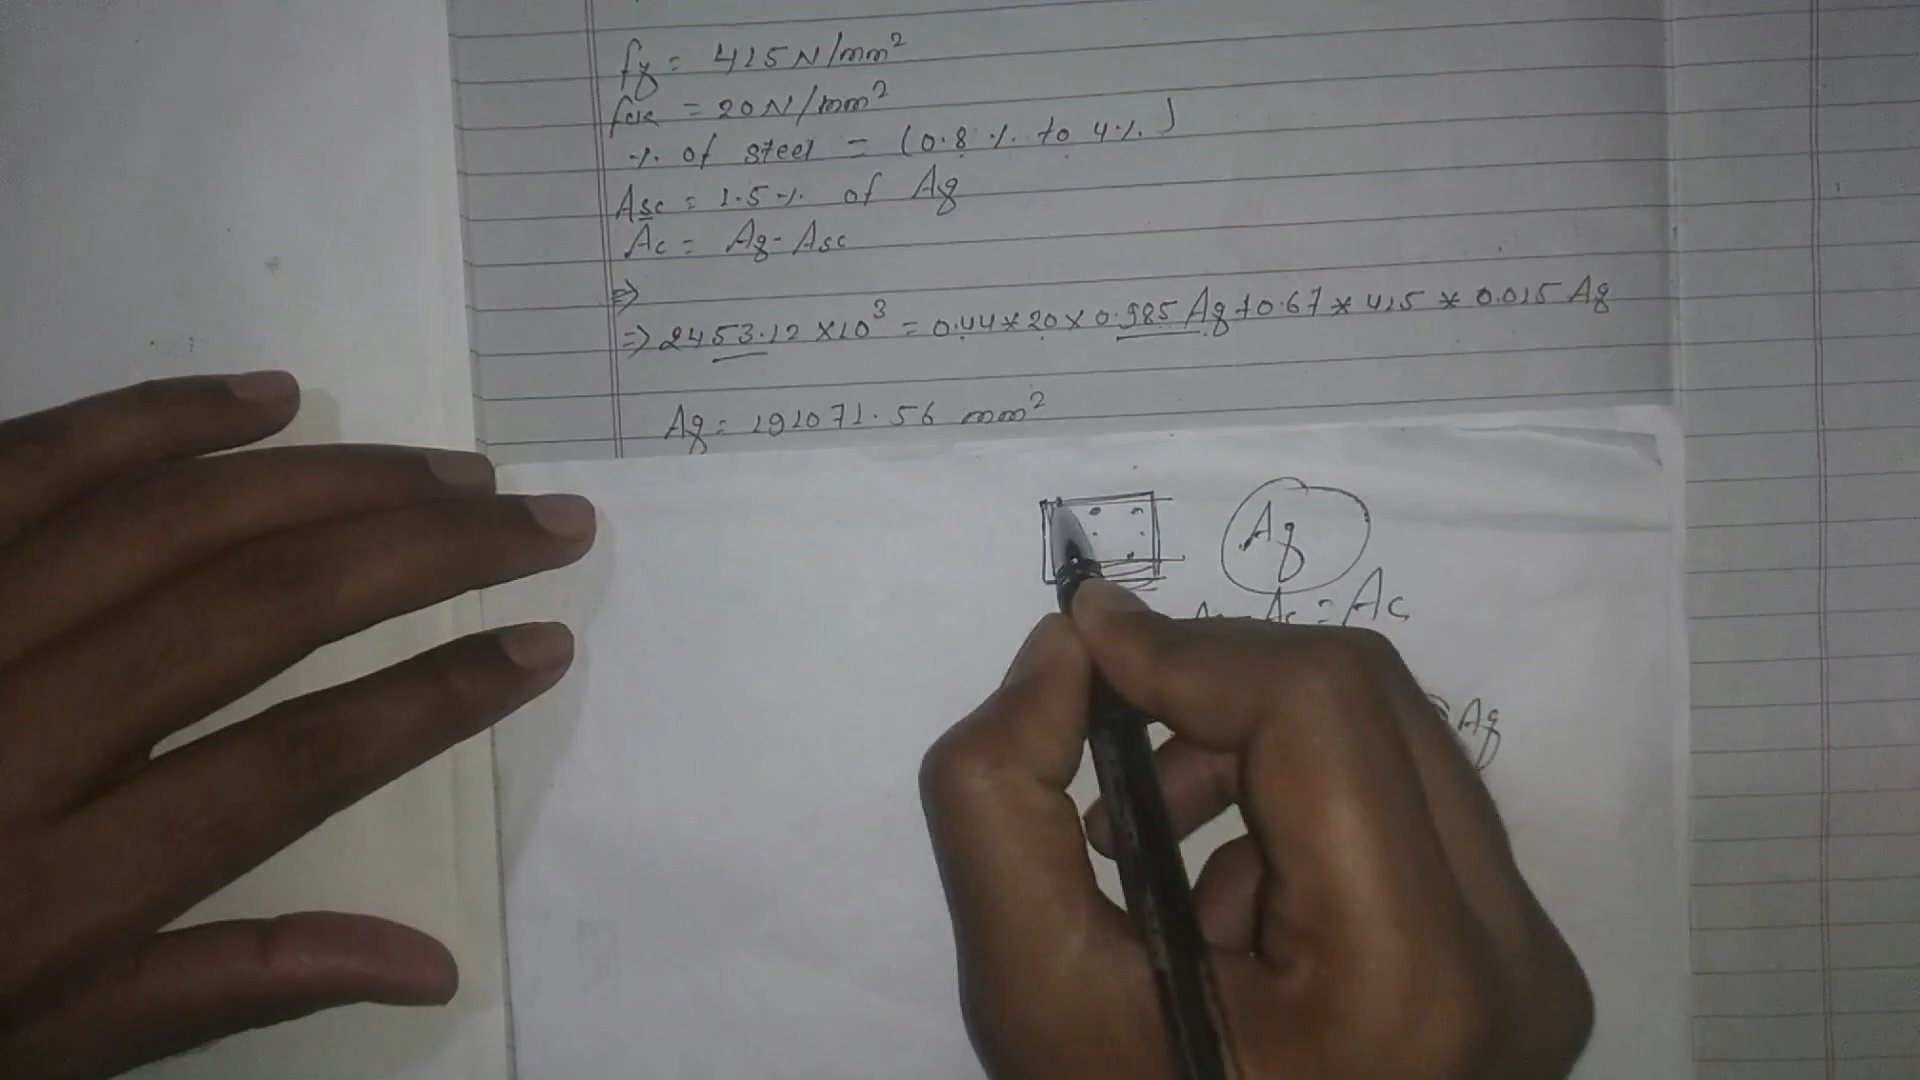 fy = 415 N/mm²
fck = 20 N/mm²
% of steel = (0.8 % to 4 %)
Asc = 1.5 % of Ag
Ac = Ag - Asc
⇒
⇒ 2453.12 × 10³ = 0.44 * 20 × 0.985 Ag + 0.67 * 415 * 0.015 Ag
Ag = 191071.56 mm²
Ag
= Ac
Ag